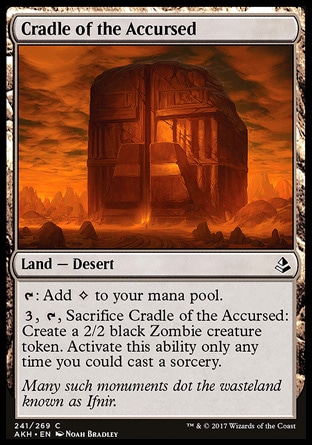 Cradle of the Accursed
Land — Desert
: Add to your mana pool.
3, , Sacrifice Cradle of the Accursed:
Create a 2/2 black Zombie creature
token. Activate this ability only any
time you could cast a sorcery.
Many such monuments dot the wasteland
known as Ifnir.
241/269 C
AKH • EN Noah Bradley
™ & © 2017 Wizards of the Coast